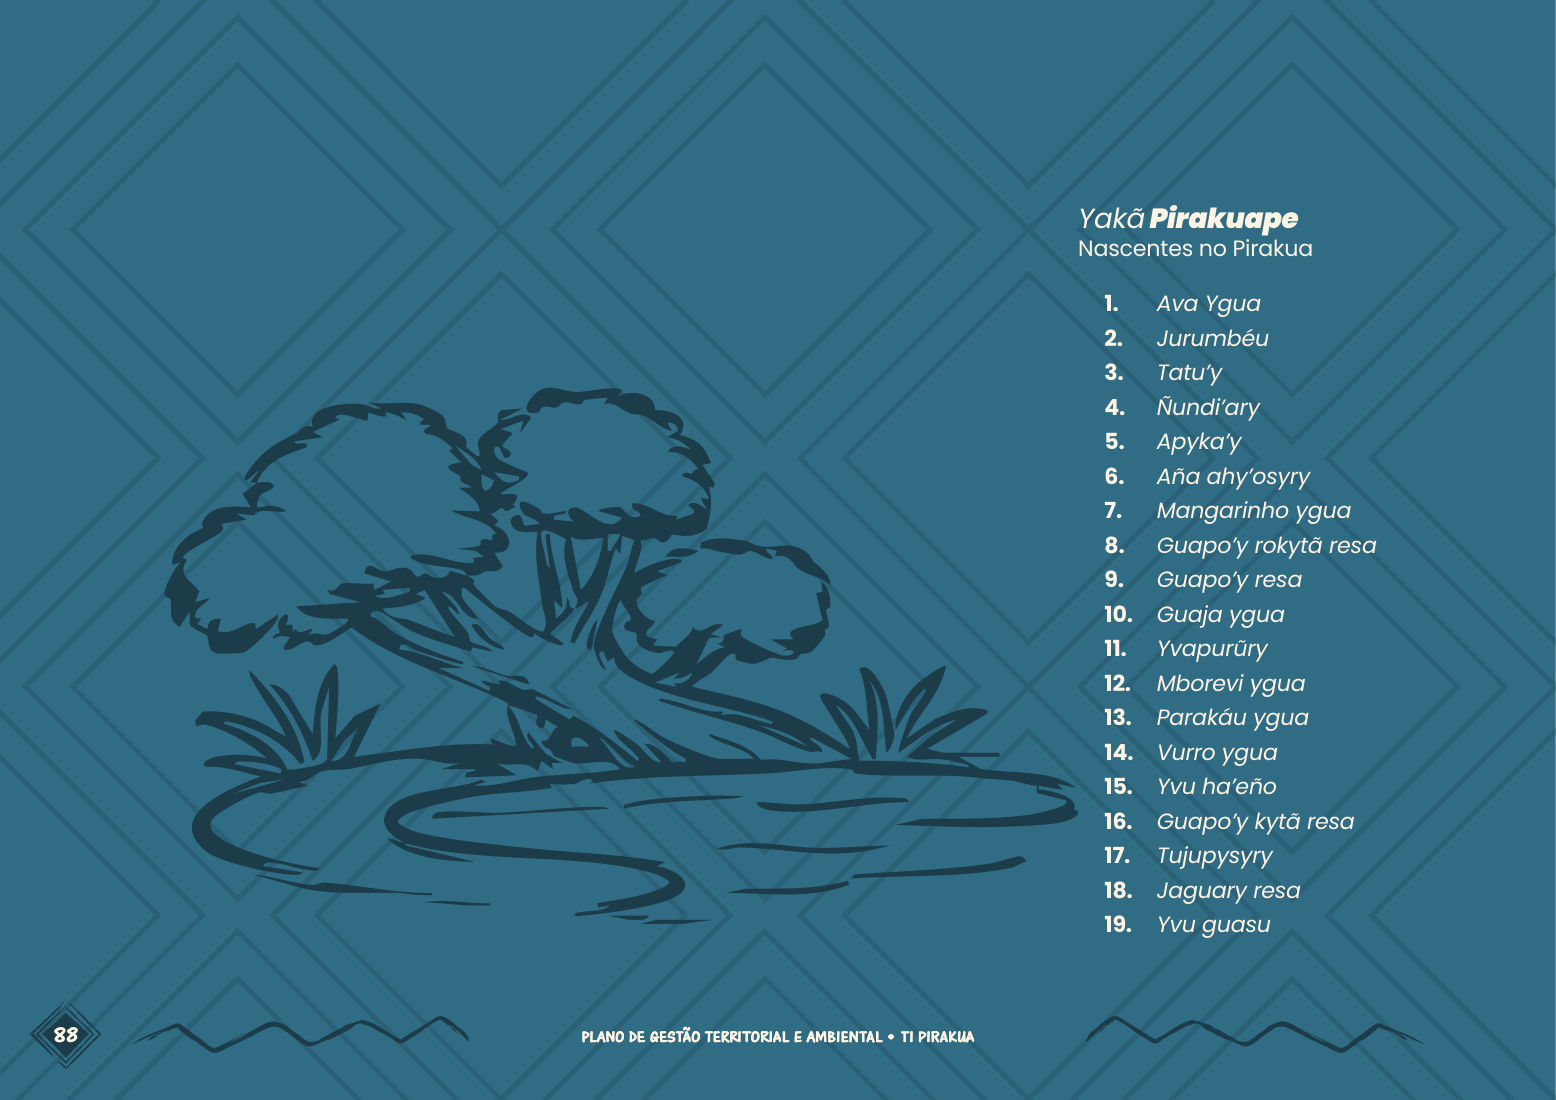 Yakã Pirakuape
Nascentes no Pirakua
1. Ava Ygua
2. Jurumbéu
3. Tatu’y
4. Ñundi’ary
5. Apyka’y
6. Aña ahy’osyry
7. Mangarinho ygua
8. Guapo’y rokytã resa
9. Guapo’y resa
10. Guaja ygua
11. Yvapurũry
12. Mborevi ygua
13. Parakáu ygua
14. Vurro ygua
15. Yvu ha’eño
16. Guapo’y kytã resa
17. Tujupysyry
18. Jaguary resa
19. Yvu guasu
88
PLANO DE GESTÃO TERRITORIAL E AMBIENTAL • TI PIRAKUA